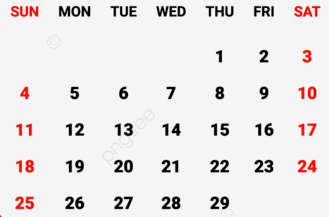 SUN MON TUE WED THU FRI SAT
1 2 3
4 5 6 7 8 9 10
11 12 13 14 15 16 17
18 19 20 21 22 23 24
25 26 27 28 29
pngtree